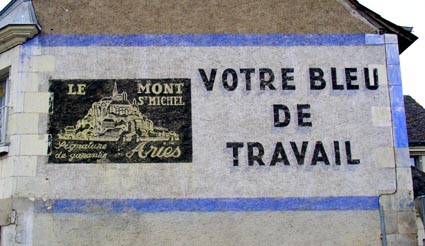 LE MONT
ST MICHEL
Signature
de garantie
Aries
VOTRE BLEU
DE
TRAVAIL